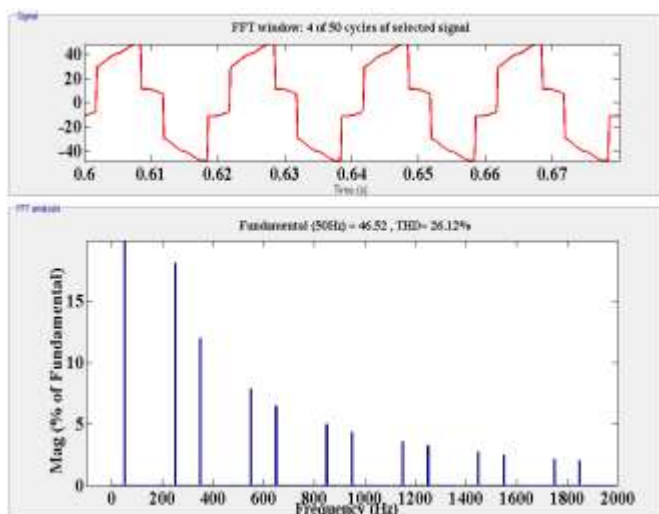 Signal
FFT window: 4 of 50 cycles of selected signal
40
20
0
-20
-40
0.6 0.61 0.62 0.63 0.64 0.65 0.66 0.67
Time (s)
FFT analysis
Fundamental (50Hz) = 46.52 , THD= 26.12%
Mag (% of Fundamental)
15
10
5
0
0 200 400 600 800 1000 1200 1400 1600 1800 2000
Frequency (Hz)